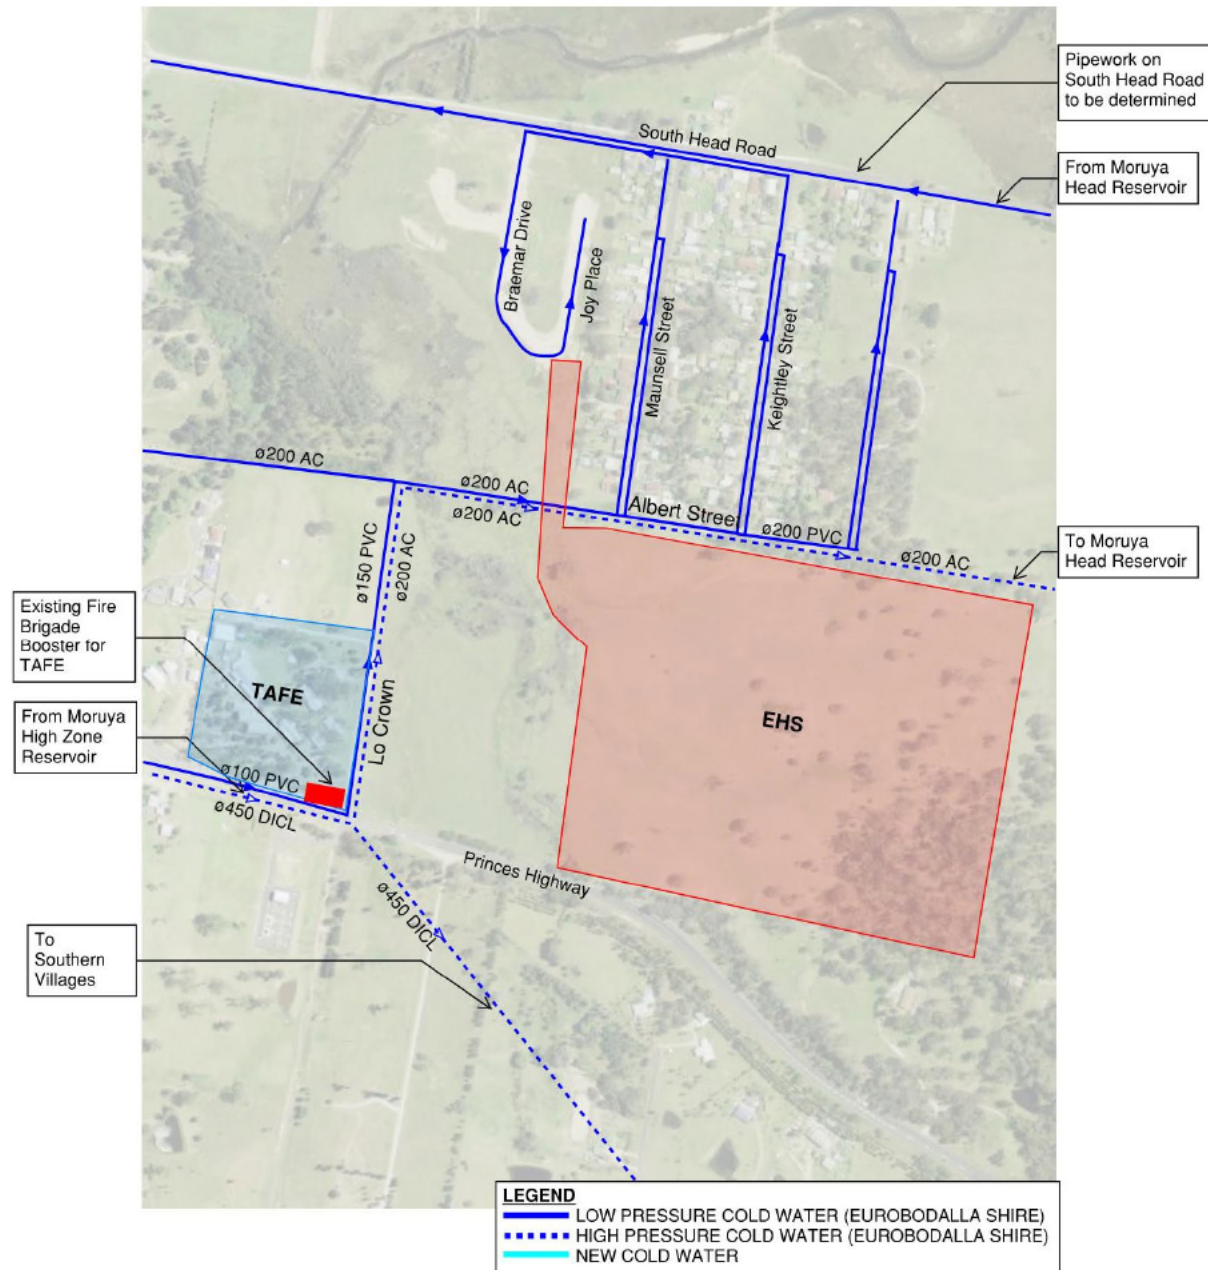 Pipework on
South Head Road
to be determined
South Head Road
From Moruya
Head Reservoir
Braemar Drive
Joy Place
Maunsell Street
Keightley Street
ø200 AC
ø200 AC
ø200 AC
Albert Street
ø200 PVC
ø200 AC
To Moruya
Head Reservoir
ø150 PVC
ø200 AC
Existing Fire
Brigade
Booster for
TAFE
TAFE
Lo Crown
EHS
From Moruya
High Zone
Reservoir
ø100 PVC
ø450 DICL
Princes Highway
ø450 DICL
To
Southern
Villages
LEGEND
LOW PRESSURE COLD WATER (EUROBODALLA SHIRE)
HIGH PRESSURE COLD WATER (EUROBODALLA SHIRE)
NEW COLD WATER